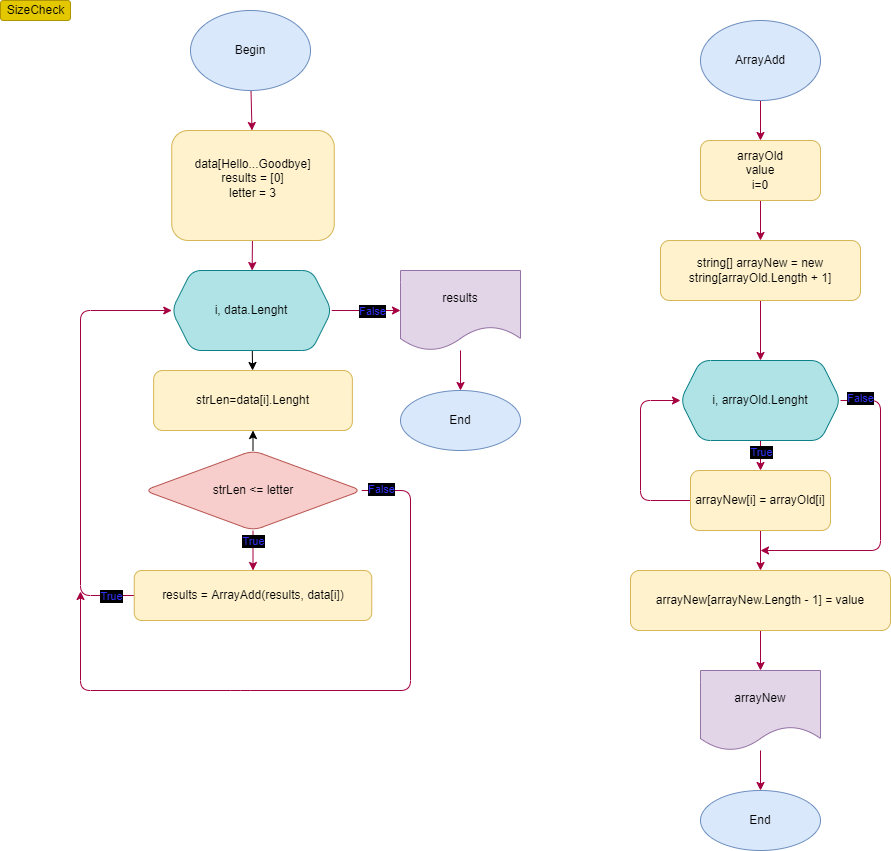 SizeCheck
Begin
data[Hello...Goodbye]
results = [0]
letter = 3
i, data.Lenght
False
results
strLen=data[i].Lenght
End
strLen <= letter
False
True
results = ArrayAdd(results, data[i])
True
ArrayAdd
arrayOld
value
i=0
string[] arrayNew = new
string[arrayOld.Length + 1]
i, arrayOld.Lenght
False
True
arrayNew[i] = arrayOld[i]
arrayNew[arrayNew.Length - 1] = value
arrayNew
End